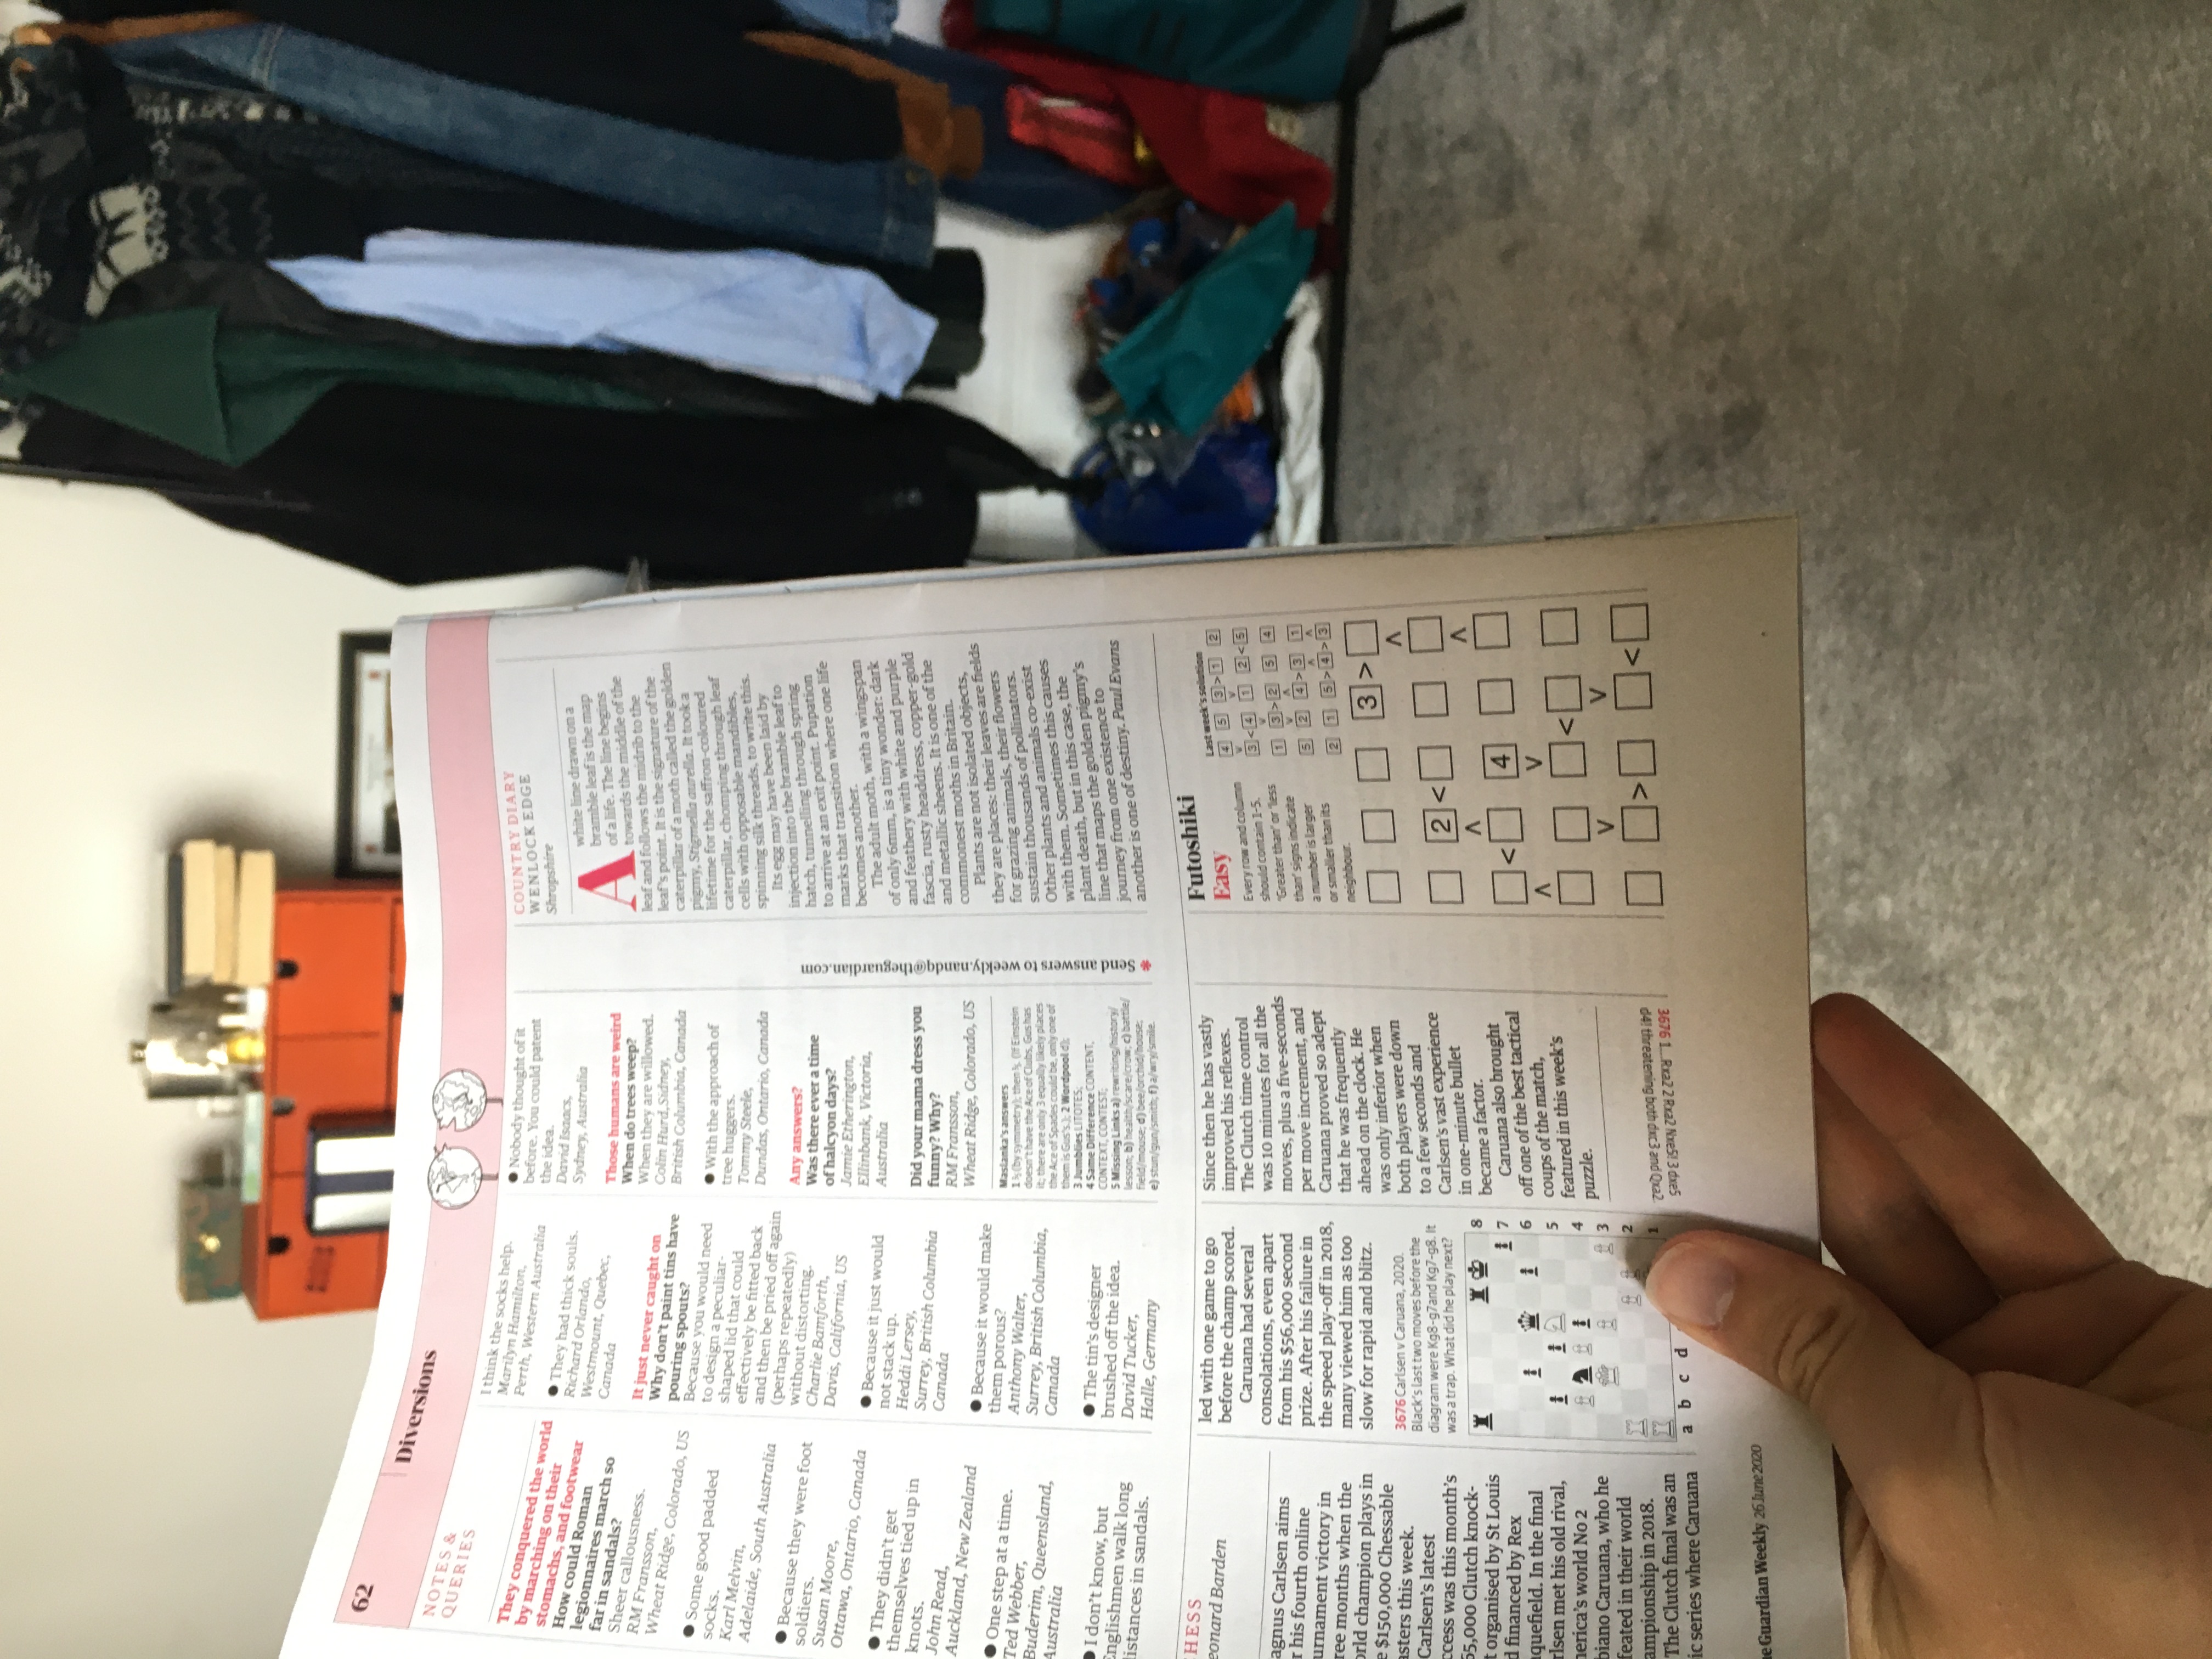 62
Diversions
NOTES &
QUERIES
They conquered the world
by marching on their
stomachs, and footwear
How could Roman
legionnaires march so
far in sandals?
Sheer callousness.
RM Fransson,
Wheat Ridge, Colorado, US
● Some good padded
socks.
Karl Melvin,
Adelaide, South Australia
● Because they were foot
soldiers.
Susan Moore,
Ottawa, Ontario, Canada
● They didn't get
themselves tied up in
knots.
John Read,
Auckland, New Zealand
● One step at a time.
Ted Webber,
Buderim, Queensland,
Australia
● I don't know, but
Englishmen walk long
distances in sandals.
I think the socks help.
Marilyn Hamilton,
Perth, Western Australia
● They had thick souls.
Richard Orlando,
Westmount, Quebec,
Canada
It just never caught on
Why don't paint tins have
pouring spouts?
Because you would need
to design a peculiar-
shaped lid that could
effectively be fitted back
and then be pried off again
(perhaps repeatedly)
without distorting.
Charlie Bamforth,
Davis, California, US
● Because it just would
not stack up.
Heddi Lersey,
Surrey, British Columbia
Canada
● Because it would make
them porous?
Anthony Walter,
Surrey, British Columbia,
Canada
● The tin's designer
brushed off the idea.
David Tucker,
Halle, Germany
● Nobody thought of it
before. You could patent
the idea.
David Isaacs,
Sydney, Australia
Those humans are weird
When do trees weep?
When they are willowed.
Colin Hurd, Sidney,
British Columbia, Canada
● With the approach of
tree huggers.
Tommy Steele,
Dundas, Ontario, Canada
Any answers?
Was there ever a time
of halcyon days?
Jamie Etherington,
Ellinbank, Victoria,
Australia
Did your mama dress you
funny? Why?
RM Fransson,
Wheat Ridge, Colorado, US
Maslanka's answers
1 (by symmetry); then (If Einstein
doesn't have the Ace of Clubs, Gus has
it; there are only 3 equally likely places
the Ace of Spades could be, only one of
them is Gus's.); 2 Wordpool d);
3 Jumblies LITOTES;
4 Same Difference CONTENT,
CONTEXT, CONTEST;
5 Missing Links a) rewriting/history/
lesson; b) health/scare/crow; c) battle/
field/mouse; d) bee/orchid/house;
e) stun/gun/smith; f) a/wry/smile.
✱ Send answers to weekly.nandq@theguardian.com
COUNTRY DIARY
WENLOCK EDGE
Shropshire
A white line drawn on a
bramble leaf is the map
of a life. The line begins
towards the middle of the
leaf and follows the midrib to the
leaf's point. It is the signature of the
caterpillar of a moth called the golden
pigmy, Stigmella aurella. It took a
lifetime for the saffron-coloured
caterpillar, chomping through leaf
cells with opposable mandibles,
spinning silk threads, to write this.
Its egg may have been laid by
injection into the bramble leaf to
hatch, tunnelling through spring
to arrive at an exit point. Pupation
marks that transition where one life
becomes another.
The adult moth, with a wingspan
of only 6mm, is a tiny wonder: dark
and feathery with white and purple
fascia, rusty headdress, copper-gold
and metallic sheens. It is one of the
commonest moths in Britain.
Plants are not isolated objects,
they are places: their leaves are fields
for grazing animals, their flowers
sustain thousands of pollinators.
Other plants and animals co-exist
with them. Sometimes this causes
plant death, but in this case, the
line that maps the golden pigmy's
journey from one existence to
another is one of destiny. Paul Evans
HESS
eonard Barden
agnus Carlsen aims
r his fourth online
urnament victory in
ree months when the
orld champion plays in
e $150,000 Chessable
asters this week.
Carlsen's latest
ccess was this month's
65,000 Clutch knock-
t organised by St Louis
d financed by Rex
nquefield. In the final
rlsen met his old rival,
merica's world No 2
biano Caruana, who he
feated in their world
ampionship in 2018.
The Clutch final was an
ic series where Caruana
led with one game to go
before the champ scored.
Caruana had several
consolations, even apart
from his $56,000 second
prize. After his failure in
the speed play-off in 2018,
many viewed him as too
slow for rapid and blitz.
3676 Carlsen v Caruana, 2020.
Black's last two moves before the
diagram were Kg8-g7 and Kg7-g8. It
was a trap. What did he play next?
8
7
6
5
4
3
2
1
a b c d
Since then he has vastly
improved his reflexes.
The Clutch time control
was 10 minutes for all the
moves, plus a five-seconds
per move increment, and
Caruana proved so adept
that he was frequently
ahead on the clock. He
was only inferior when
both players were down
to a few seconds and
Carlsen's vast experience
in one-minute bullet
became a factor.
Caruana also brought
off one of the best tactical
coups of the match,
featured in this week's
puzzle.
3676 1...Rxa2 2 Rxa2 Nxe5! 3 dxe5
d4! threatening both dxc3 and Qxa2
Futoshiki
Easy
Every row and column
should contain 1-5.
'Greater than' or 'less
than' signs indicate
a number is larger
or smaller than its
neighbour.
Last week's solution
4 5 3 > 1 2
v v
3 < 4 1 2 < 5
v
1 3 > 2 5 4
v ʌ
5 2 4 > 3 1
ʌ ʌ
2 1 5 > 4 > 3
3 >
ʌ
2 <
ʌ ʌ
< 4
ʌ v
<
v v
> <
he Guardian Weekly 26 June 2020